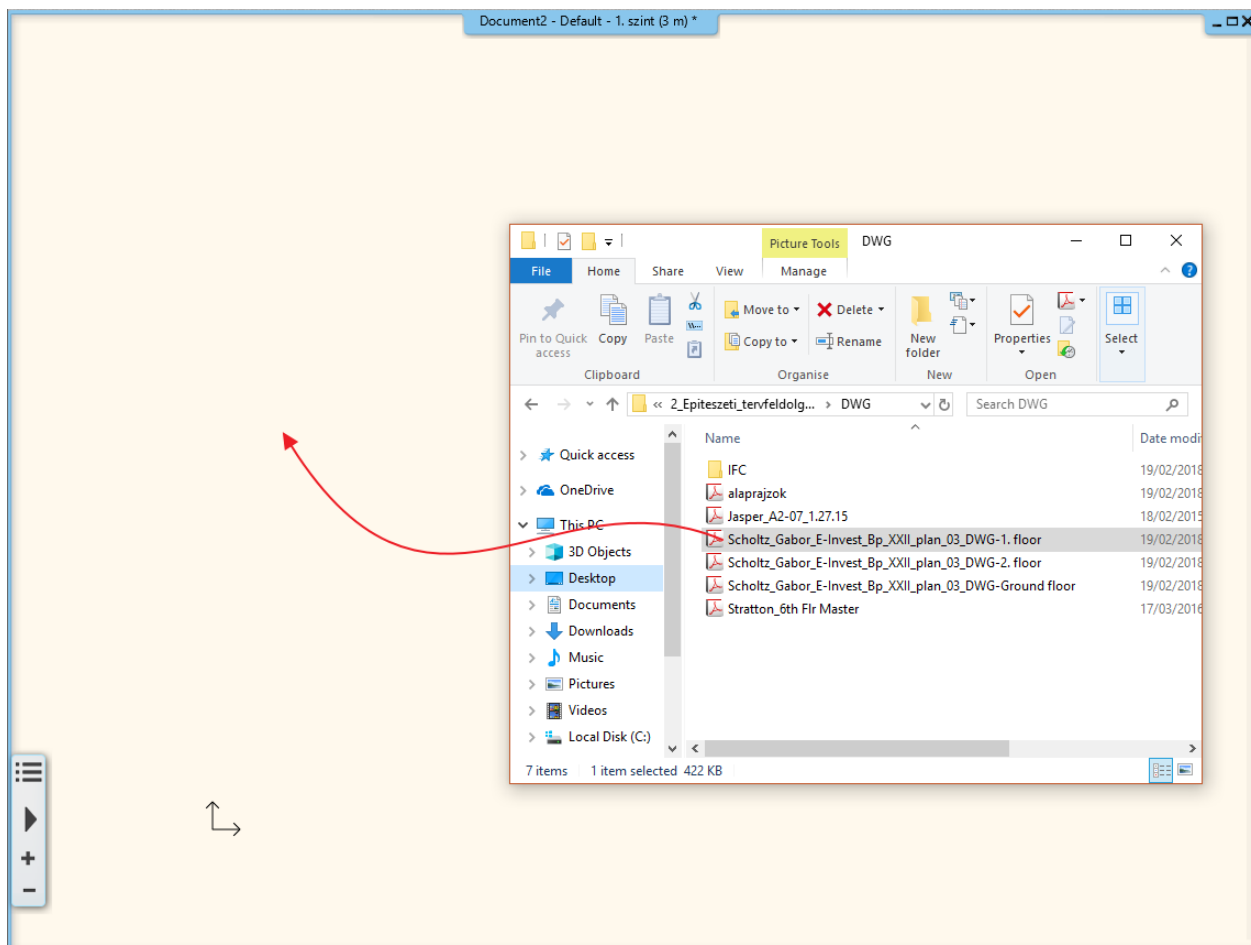 Document2 - Default - 1. szint (3 m) *
Picture Tools DWG
File Home Share View Manage
Pin to Quick access
Copy
Paste
Clipboard
Move to
Copy to
Delete
Rename
Organise
New folder
New
Properties
Open
Select
« 2_Epiteszeti_tervfeldolg... > DWG
Search DWG
Quick access
OneDrive
This PC
3D Objects
Desktop
Documents
Downloads
Music
Pictures
Videos
Local Disk (C:)
Name Date modi
IFC 19/02/2018
alaprajzok 19/02/2018
Jasper_A2-07_1.27.15 18/02/2015
Scholtz_Gabor_E-Invest_Bp_XXII_plan_03_DWG-1. floor 19/02/2018
Scholtz_Gabor_E-Invest_Bp_XXII_plan_03_DWG-2. floor 19/02/2018
Scholtz_Gabor_E-Invest_Bp_XXII_plan_03_DWG-Ground floor 19/02/2018
Stratton_6th Flr Master 17/03/2016
7 items 1 item selected 422 KB